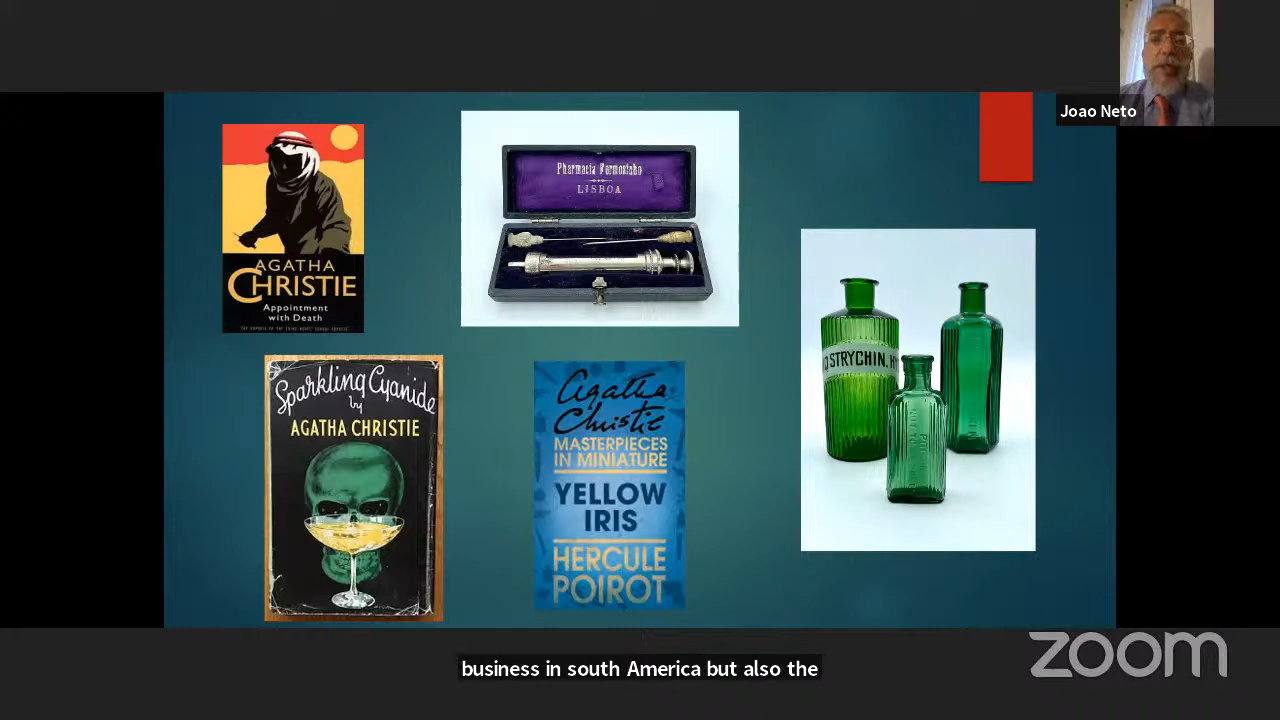 Joao Neto
AGATHA
CHRISTIE
Appointment
with Death
Pharmacia Formosinho
LISBOA
STRYCHIN. H
Sparkling Cyanide
by
AGATHA CHRISTIE
Agatha
Christie
MASTERPIECES
IN MINIATURE
YELLOW
IRIS
HERCULE
POIROT
business in south America but also the
zoom